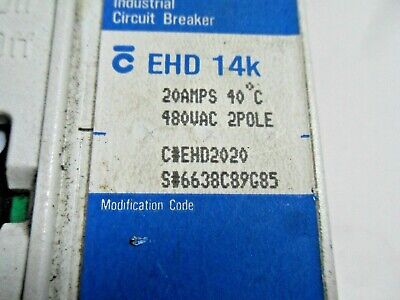 Industrial
Circuit Breaker
EHD 14k
20AMPS 40°C
480VAC 2POLE
C#EHD2020
S#6638C89G85
Modification Code